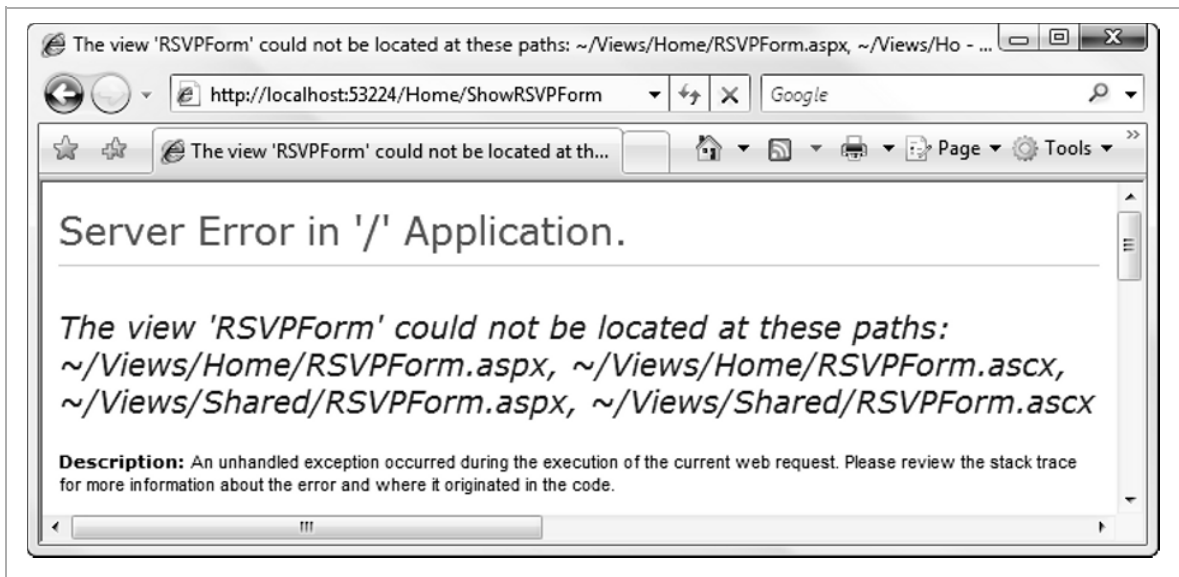 The view 'RSVPForm' could not be located at these paths: ~/Views/Home/RSVPForm.aspx, ~/Views/Ho - ...
http://localhost:53224/Home/ShowRSVPForm Google
The view 'RSVPForm' could not be located at th... Page Tools
Server Error in '/' Application.
The view 'RSVPForm' could not be located at these paths:
~/Views/Home/RSVPForm.aspx, ~/Views/Home/RSVPForm.ascx,
~/Views/Shared/RSVPForm.aspx, ~/Views/Shared/RSVPForm.ascx
Description: An unhandled exception occurred during the execution of the current web request. Please review the stack trace
for more information about the error and where it originated in the code.